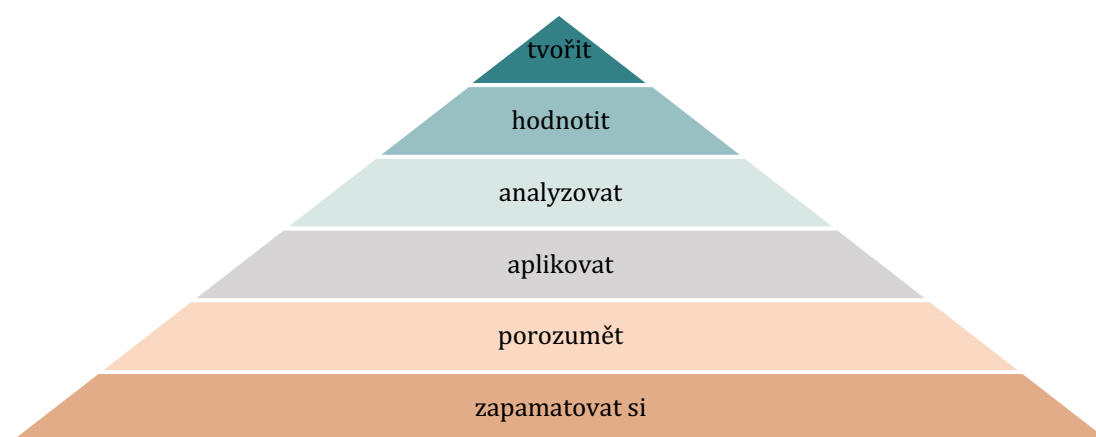 tvořit
hodnotit
analyzovat
aplikovat
porozumět
zapamatovat si